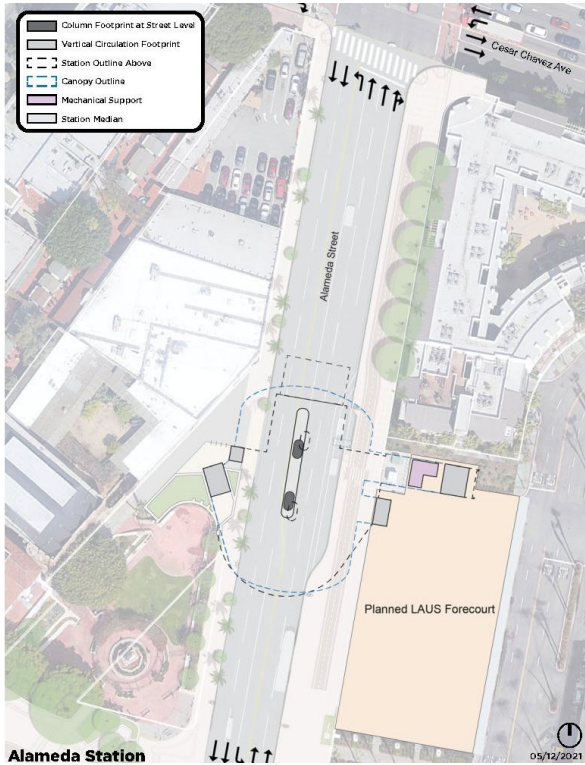 Column Footprint at Street Level
Vertical Circulation Footprint
Station Outline Above
Canopy Outline
Mechanical Support
Station Median
Cesar Chavez Ave
Alameda Street
Planned LAUS Forecourt
Alameda Station
05/12/2021